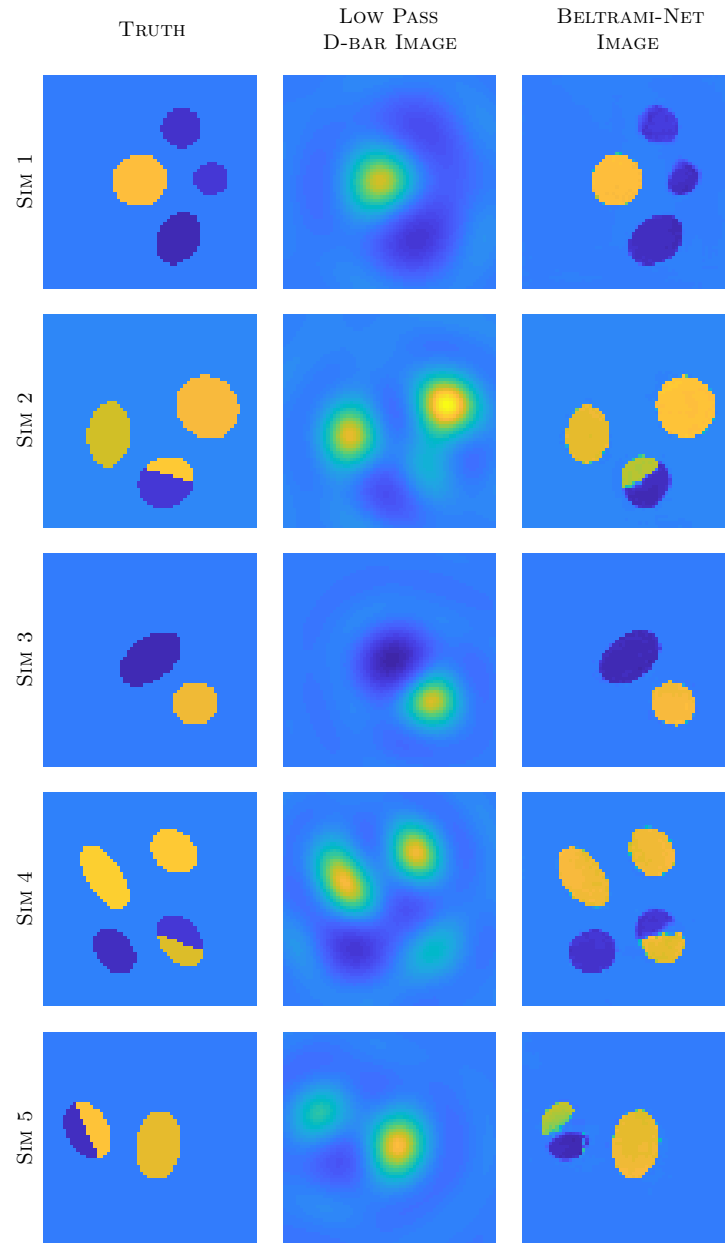 TRUTH
LOW PASS
D-BAR IMAGE
BELTRAMI-NET
IMAGE
SIM 1
SIM 2
SIM 3
SIM 4
SIM 5